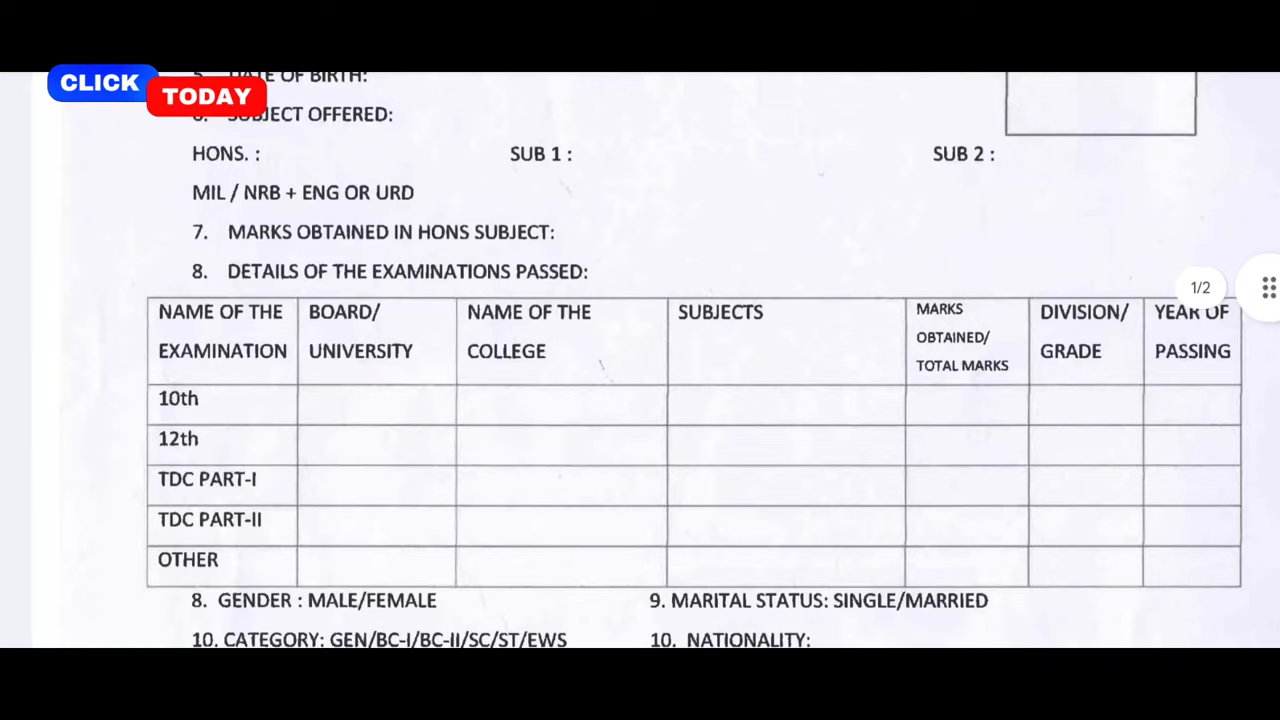 CLICK
TODAY
5. DATE OF BIRTH:
6. SUBJECT OFFERED:
HONS. : SUB 1 : SUB 2 :
MIL / NRB + ENG OR URD
7. MARKS OBTAINED IN HONS SUBJECT:
8. DETAILS OF THE EXAMINATIONS PASSED:
1/2
NAME OF THE EXAMINATION BOARD/ UNIVERSITY NAME OF THE COLLEGE SUBJECTS MARKS OBTAINED/ TOTAL MARKS DIVISION/ GRADE YEAR OF PASSING
10th
12th
TDC PART-I
TDC PART-II
OTHER
8. GENDER : MALE/FEMALE 9. MARITAL STATUS: SINGLE/MARRIED
10. CATEGORY: GEN/BC-I/BC-II/SC/ST/EWS 10. NATIONALITY: